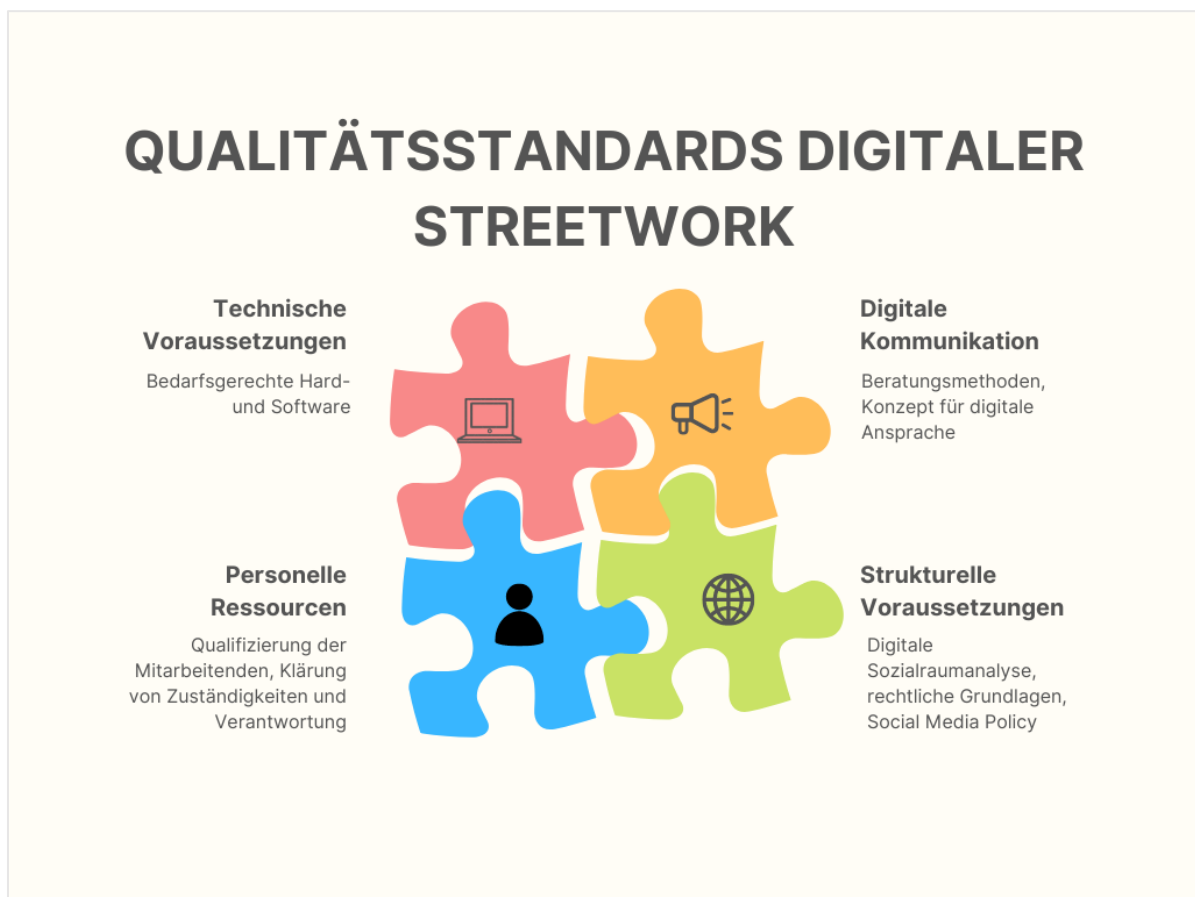 QUALITÄTSSTANDARDS DIGITALER
STREETWORK
Technische
Voraussetzungen
Bedarfsgerechte Hard-
und Software
Digitale
Kommunikation
Beratungsmethoden,
Konzept für digitale
Ansprache
Personelle
Ressourcen
Qualifizierung der
Mitarbeitenden, Klärung
von Zuständigkeiten und
Verantwortung
Strukturelle
Voraussetzungen
Digitale
Sozialraumanalyse,
rechtliche Grundlagen,
Social Media Policy